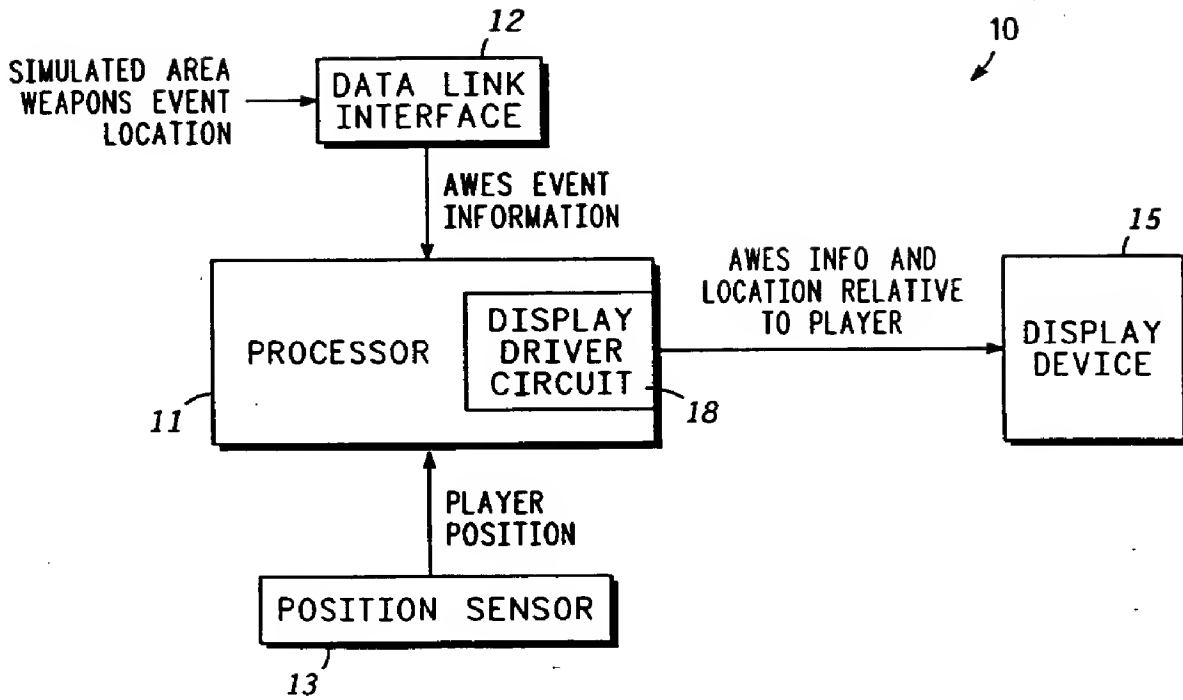 10
12
SIMULATED AREA
WEAPONS EVENT
LOCATION
DATA LINK
INTERFACE
AWES EVENT
INFORMATION
15
AWES INFO AND
LOCATION RELATIVE
TO PLAYER
PROCESSOR
DISPLAY
DRIVER
CIRCUIT
DISPLAY
DEVICE
11
18
PLAYER
POSITION
POSITION SENSOR
13